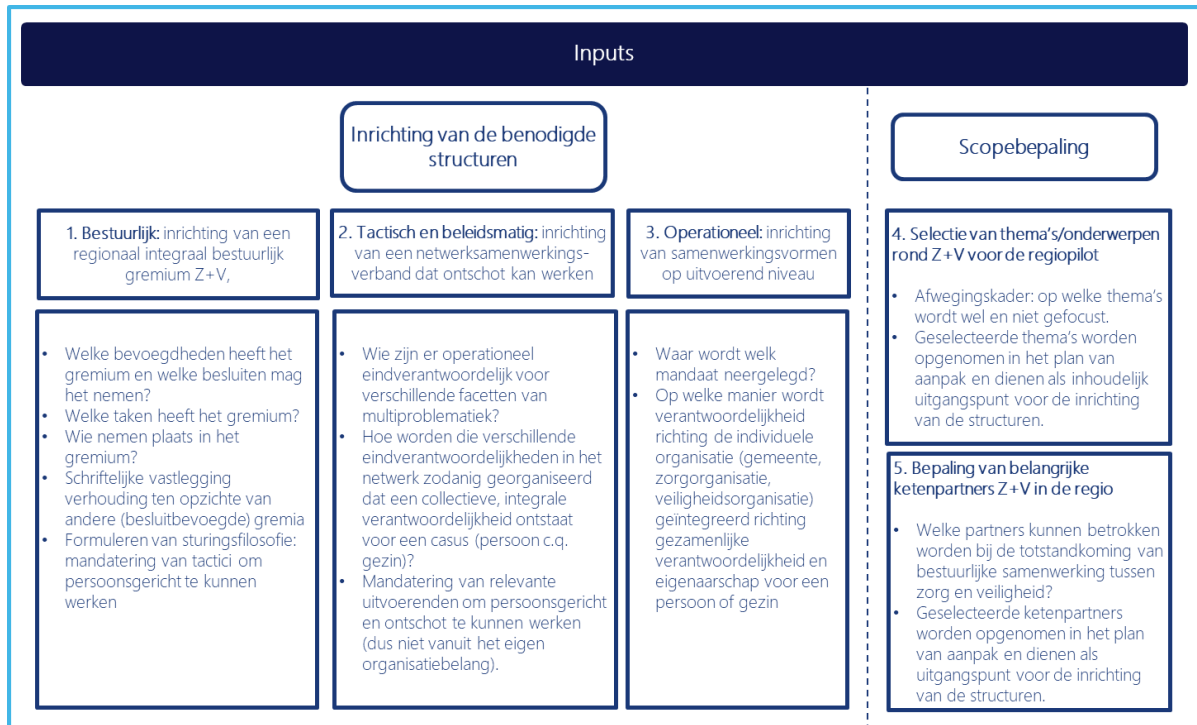 Inputs
Inrichting van de benodigde
structuren
Scopebepaling
1. Bestuurlijk: inrichting van een
regionaal integraal bestuurlijk
gremium Z+V,
2. Tactisch en beleidsmatig: inrichting
van een netwerksamenwerkings-
verband dat ontschot kan werken
3. Operationeel: inrichting
van samenwerkingsvormen
op uitvoerend niveau
• Welke bevoegdheden heeft het
gremium en welke besluiten mag
het nemen?
• Welke taken heeft het gremium?
• Wie nemen plaats in het
gremium?
• Schriftelijke vastlegging
verhouding ten opzichte van
andere (besluitbevoegde) gremia
• Formuleren van sturingsfilosofie:
mandatering van tactici om
persoonsgericht te kunnen
werken
• Wie zijn er operationeel
eindverantwoordelijk voor
verschillende facetten van
multiproblematiek?
• Hoe worden die verschillende
eindverantwoordelijkheden in het
netwerk zodanig georganiseerd
dat een collectieve, integrale
verantwoordelijkheid ontstaat
voor een casus (persoon c.q.
gezin)?
• Mandatering van relevante
uitvoerenden om persoonsgericht
en ontschot te kunnen werken
(dus niet vanuit het eigen
organisatiebelang).
• Waar wordt welk
mandaat neergelegd?
• Op welke manier wordt
verantwoordelijkheid
richting de individuele
organisatie (gemeente,
zorgorganisatie,
veiligheidsorganisatie)
geïntegreerd richting
gezamenlijke
verantwoordelijkheid en
eigenaarschap voor een
persoon of gezin
4. Selectie van thema's/onderwerpen
rond Z+V voor de regiopilot
• Afwegingskader: op welke thema's
wordt wel en niet gefocust.
• Geselecteerde thema's worden
opgenomen in het plan van
aanpak en dienen als inhoudelijk
uitgangspunt voor de inrichting
van de structuren.
5. Bepaling van belangrijke
ketenpartners Z+V in de regio
• Welke partners kunnen betrokken
worden bij de totstandkoming van
bestuurlijke samenwerking tussen
zorg en veiligheid?
• Geselecteerde ketenpartners
worden opgenomen in het plan
van aanpak en dienen als
uitgangspunt voor de inrichting
van de structuren.